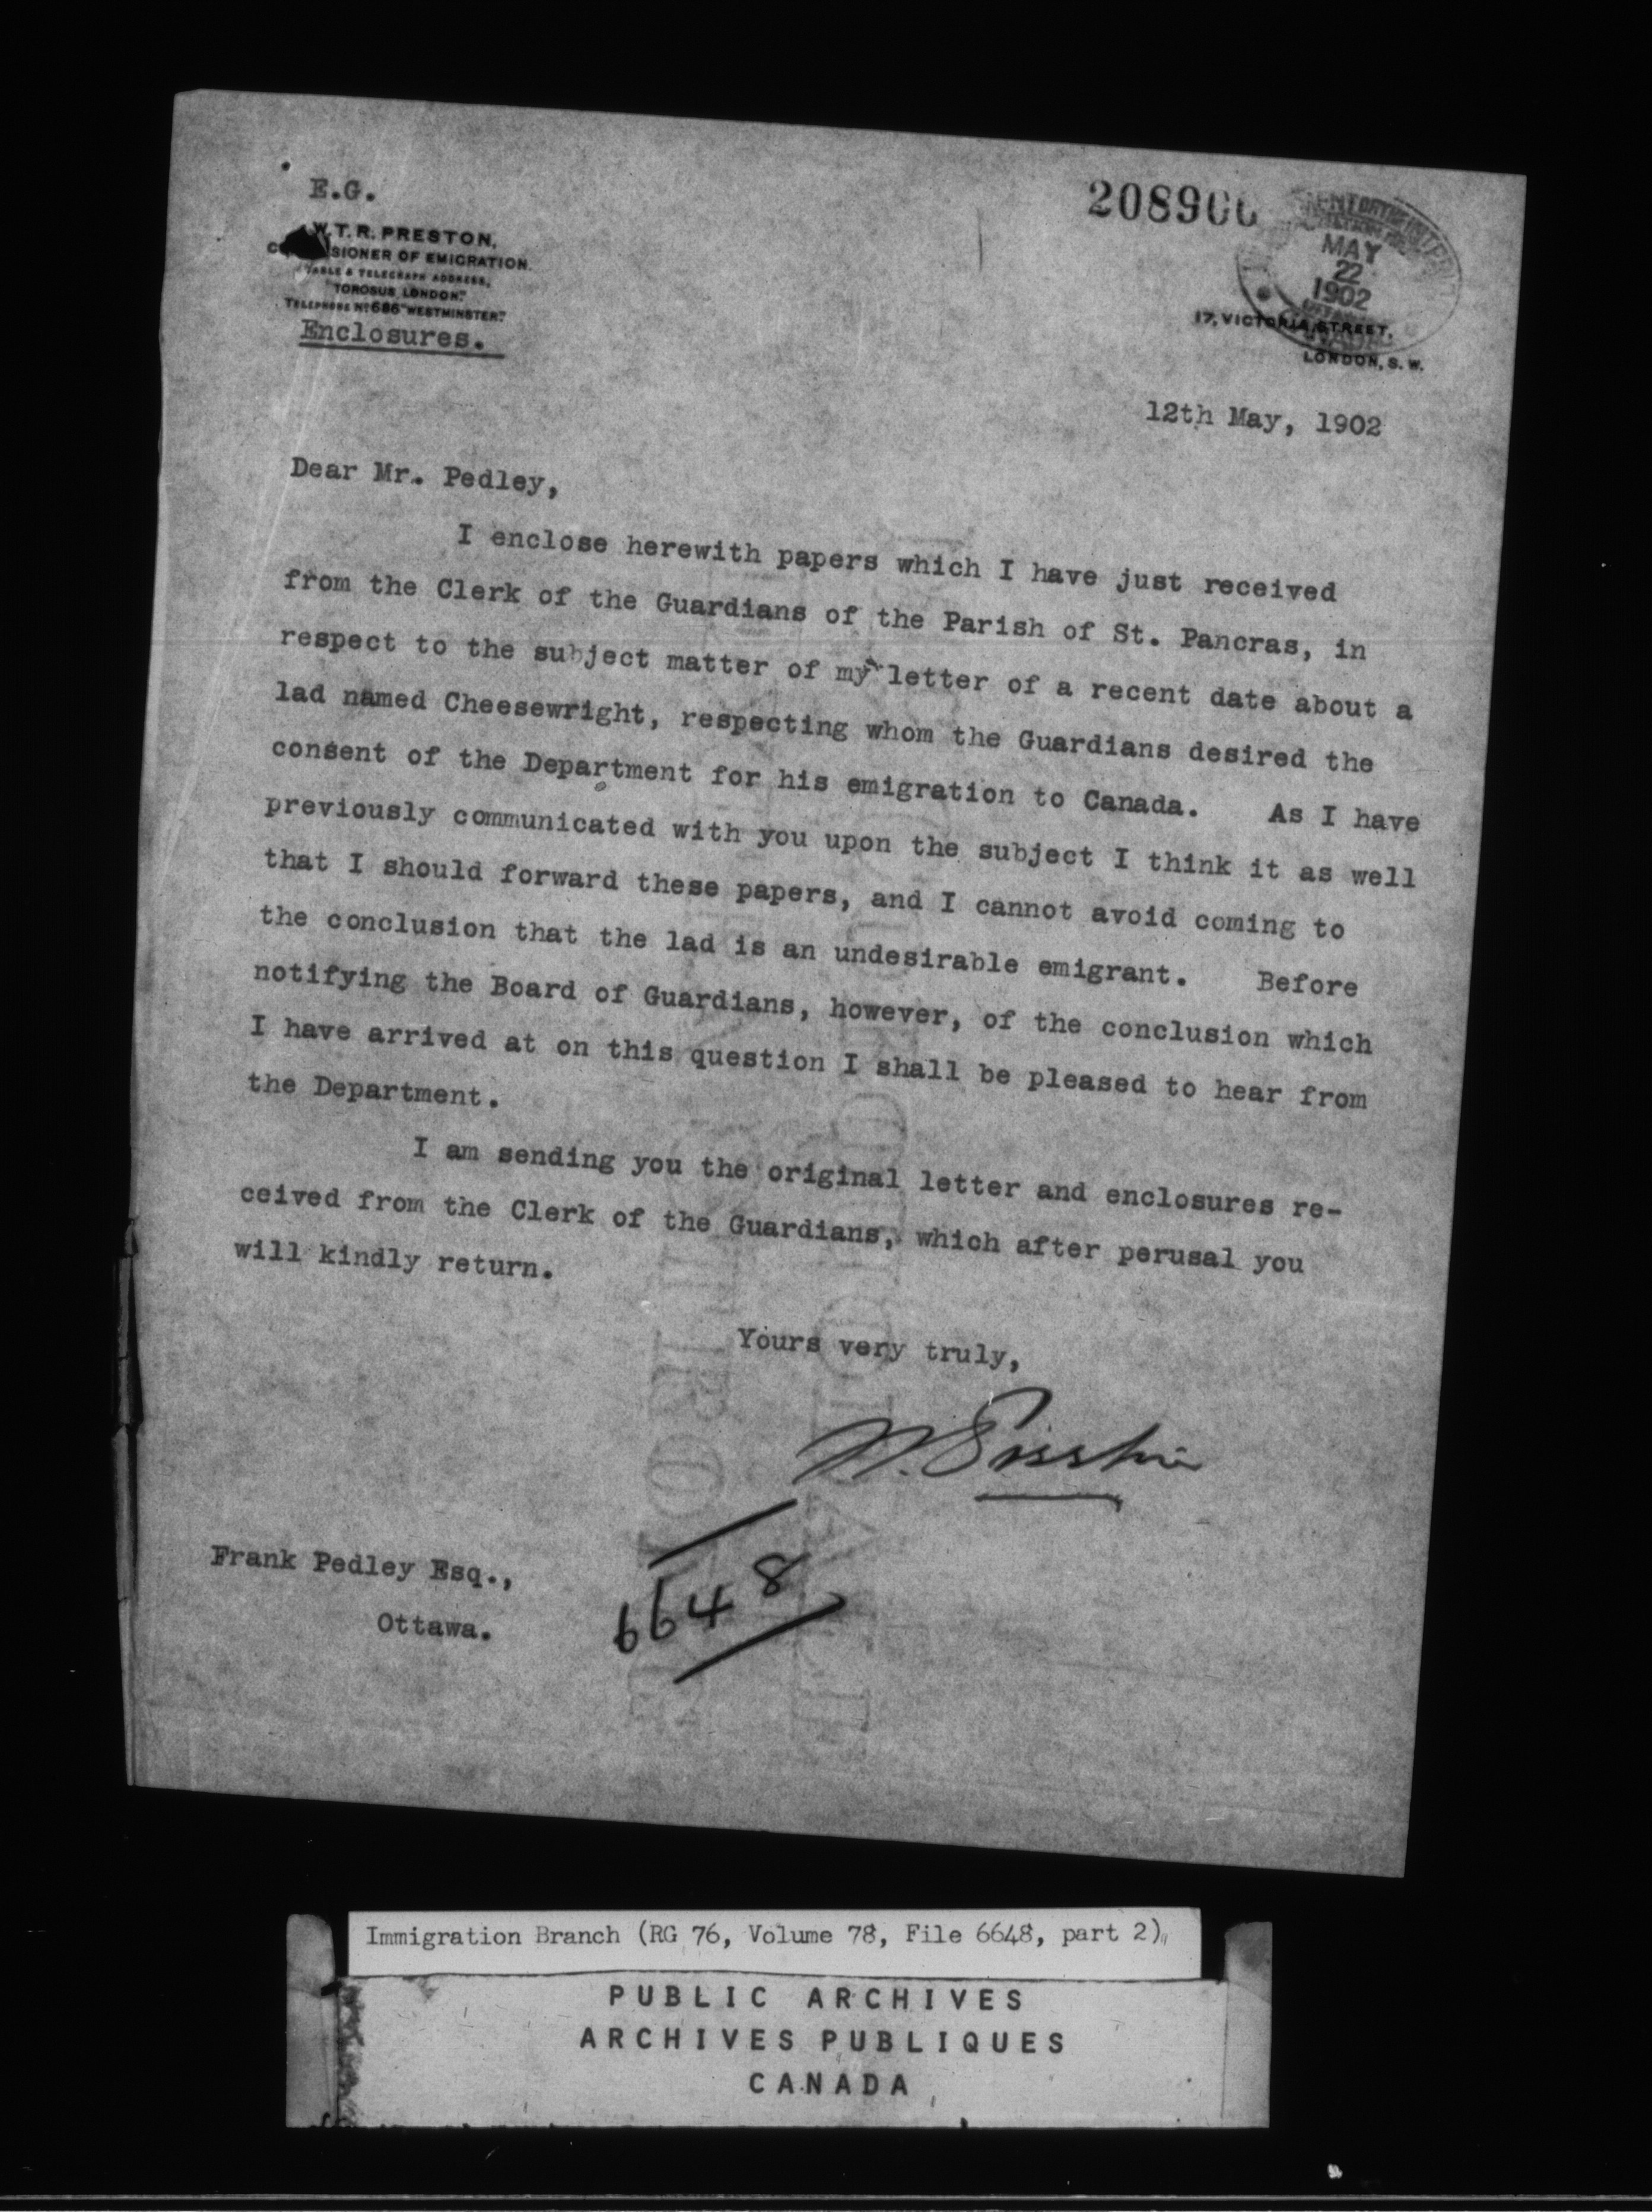 E.G.
208900
W.T.R. PRESTON,
SIONER OF EMIGRATION.
CABLE & TELEGRAPH ADDRESS,
"TOROSUS LONDON."
TELEPHONE No 686 "WESTMINSTER."
Enclosures.
MAY
22
1902
17, VICTORIA STREET,
LONDON, S. W.
12th May, 1902
Dear Mr. Pedley,
I enclose herewith papers which I have just received
from the Clerk of the Guardians of the Parish of St. Pancras, in
respect to the subject matter of my letter of a recent date about a
lad named Cheesewright, respecting whom the Guardians desired the
consent of the Department for his emigration to Canada. As I have
previously communicated with you upon the subject I think it as well
that I should forward these papers, and I cannot avoid coming to
the conclusion that the lad is an undesirable emigrant. Before
notifying the Board of Guardians, however, of the conclusion which
I have arrived at on this question I shall be pleased to hear from
the Department.
I am sending you the original letter and enclosures re-
ceived from the Clerk of the Guardians, which after perusal you
will kindly return.
Yours very truly,
Frank Pedley Esq.,
Ottawa.
6648
Immigration Branch (RG 76, Volume 78, File 6648, part 2)
PUBLIC ARCHIVES
ARCHIVES PUBLIQUES
CANADA